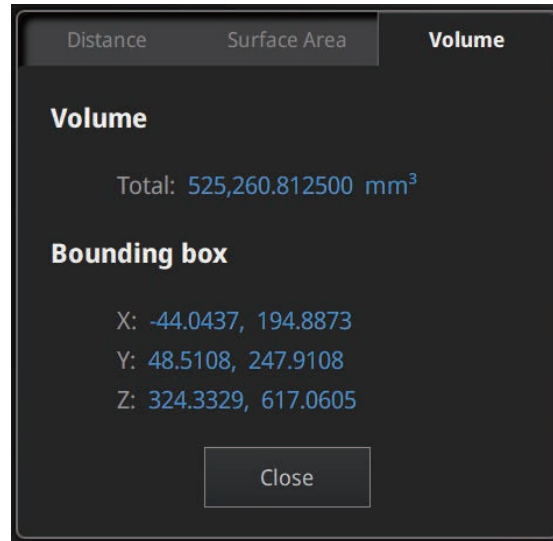 Distance Surface Area Volume
Volume
Total: 525,260.812500 mm³
Bounding box
X: -44.0437, 194.8873
Y: 48.5108, 247.9108
Z: 324.3329, 617.0605
Close